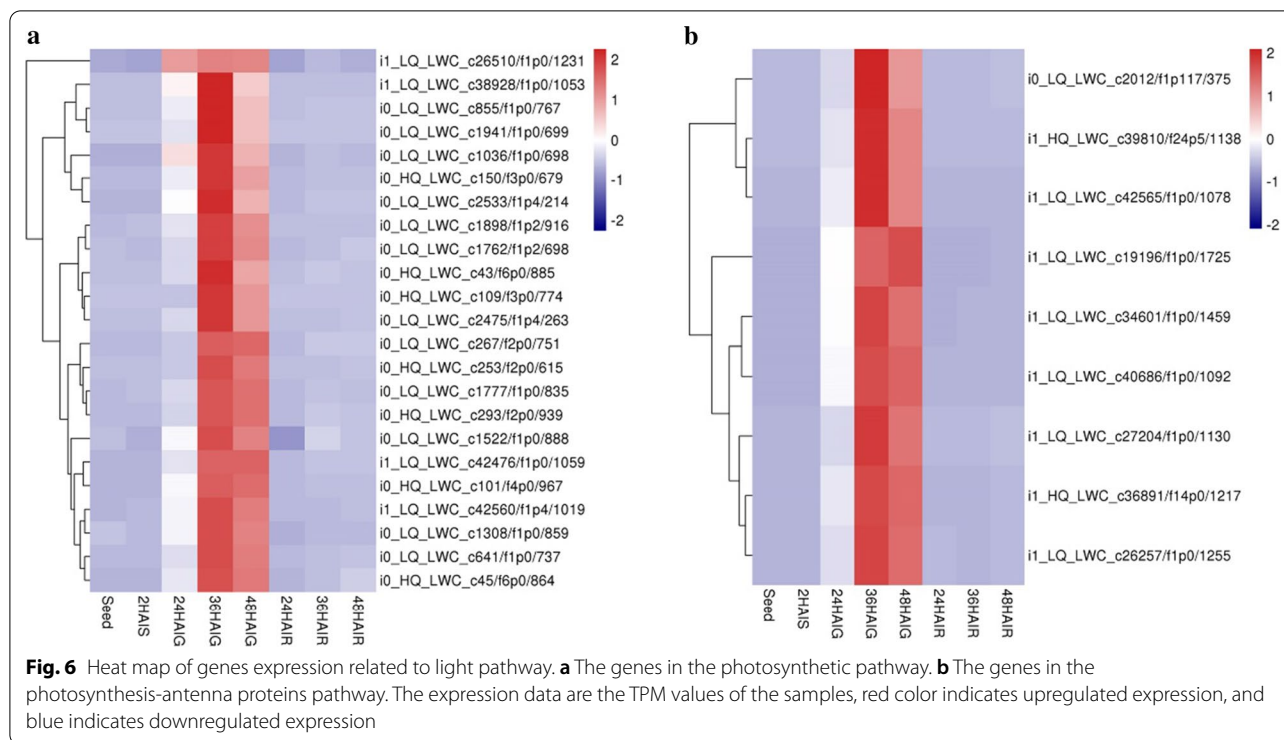 a
2
1
0
-1
-2
i1_LQ_LWC_c26510/f1p0/1231
i1_LQ_LWC_c38928/f1p0/1053
i0_LQ_LWC_c855/f1p0/767
i0_LQ_LWC_c1941/f1p0/699
i0_LQ_LWC_c1036/f1p0/698
i0_HQ_LWC_c150/f3p0/679
i0_LQ_LWC_c2533/f1p4/214
i0_LQ_LWC_c1898/f1p2/916
i0_LQ_LWC_c1762/f1p2/698
i0_HQ_LWC_c43/f6p0/885
i0_HQ_LWC_c109/f3p0/774
i0_LQ_LWC_c2475/f1p4/263
i0_LQ_LWC_c267/f2p0/751
i0_HQ_LWC_c253/f2p0/615
i0_LQ_LWC_c1777/f1p0/835
i0_HQ_LWC_c293/f2p0/939
i0_LQ_LWC_c1522/f1p0/888
i1_LQ_LWC_c42476/f1p0/1059
i0_HQ_LWC_c101/f4p0/967
i1_LQ_LWC_c42560/f1p4/1019
i0_LQ_LWC_c1308/f1p0/859
i0_LQ_LWC_c641/f1p0/737
i0_HQ_LWC_c45/f6p0/864
Seed
2HAIS
24HAIG
36HAIG
48HAIG
24HAIR
36HAIR
48HAIR
b
2
1
0
-1
-2
i0_LQ_LWC_c2012/f1p117/375
i1_HQ_LWC_c39810/f24p5/1138
i1_LQ_LWC_c42565/f1p0/1078
i1_LQ_LWC_c19196/f1p0/1725
i1_LQ_LWC_c34601/f1p0/1459
i1_LQ_LWC_c40686/f1p0/1092
i1_LQ_LWC_c27204/f1p0/1130
i1_HQ_LWC_c36891/f14p0/1217
i1_LQ_LWC_c26257/f1p0/1255
Seed
2HAIS
24HAIG
36HAIG
48HAIG
24HAIR
36HAIR
48HAIR
Fig. 6 Heat map of genes expression related to light pathway. a The genes in the photosynthetic pathway. b The genes in the
photosynthesis-antenna proteins pathway. The expression data are the TPM values of the samples, red color indicates upregulated expression, and
blue indicates downregulated expression